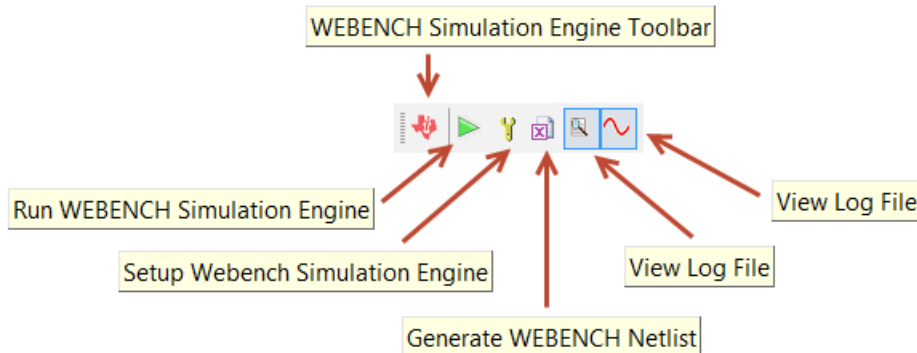 WEBENCH Simulation Engine Toolbar
Run WEBENCH Simulation Engine
View Log File
Setup Webench Simulation Engine
View Log File
Generate WEBENCH Netlist